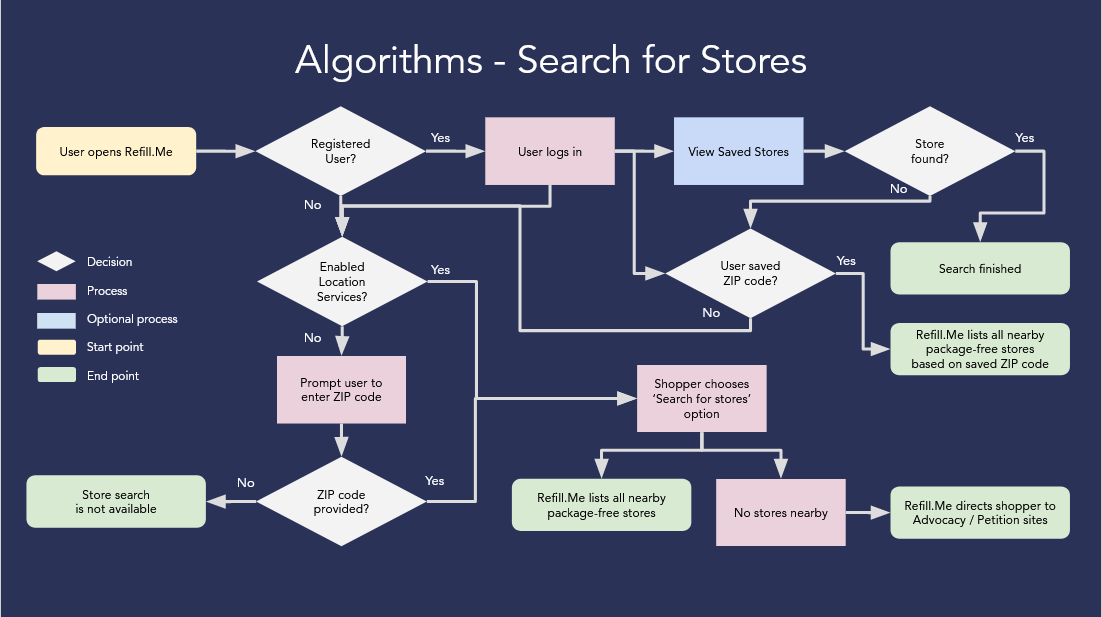 Algorithms - Search for Stores
User opens Refill.Me
Registered
User?
Yes
No
User logs in
View Saved Stores
Store
found?
Yes
No
Search finished
User saved
ZIP code?
Yes
No
Refill.Me lists all nearby
package-free stores
based on saved ZIP code
Enabled
Location
Services?
Yes
No
Decision
Process
Optional process
Start point
End point
Prompt user to
enter ZIP code
Shopper chooses
‘Search for stores’
option
ZIP code
provided?
No
Yes
Store search
is not available
Refill.Me lists all nearby
package-free stores
No stores nearby
Refill.Me directs shopper to
Advocacy / Petition sites